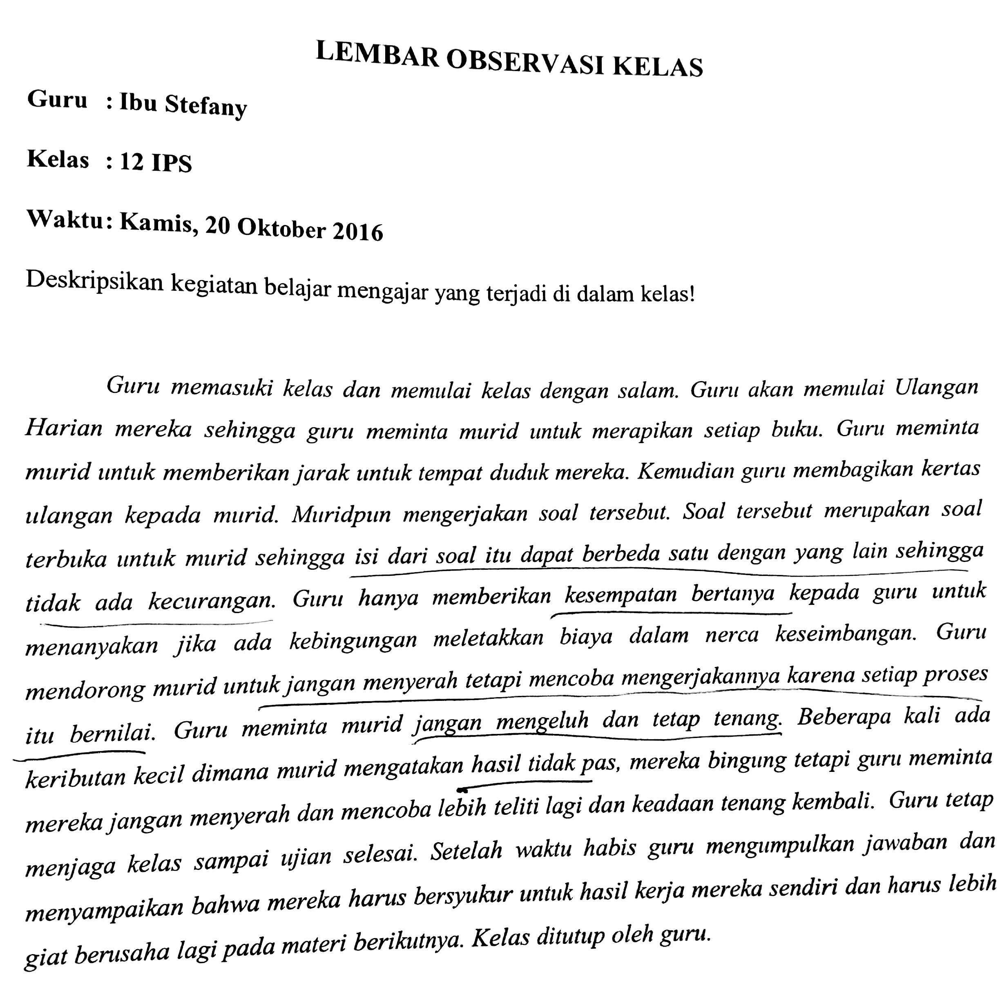 LEMBAR OBSERVASI KELAS
Guru : Ibu Stefany
Kelas : 12 IPS
Waktu: Kamis, 20 Oktober 2016
Deskripsikan kegiatan belajar mengajar yang terjadi di dalam kelas!
Guru memasuki kelas dan memulai kelas dengan salam. Guru akan memulai Ulangan
Harian mereka sehingga guru meminta murid untuk merapikan setiap buku. Guru meminta
murid untuk memberikan jarak untuk tempat duduk mereka. Kemudian guru membagikan kertas
ulangan kepada murid. Muridpun mengerjakan soal tersebut. Soal tersebut merupakan soal
terbuka untuk murid sehingga isi dari soal itu dapat berbeda satu dengan yang lain sehingga
tidak ada kecurangan. Guru hanya memberikan kesempatan bertanya kepada guru untuk
menanyakan jika ada kebingungan meletakkan biaya dalam nerca keseimbangan. Guru
mendorong murid untuk jangan menyerah tetapi mencoba mengerjakannya karena setiap proses
itu bernilai. Guru meminta murid jangan mengeluh dan tetap tenang. Beberapa kali ada
keributan kecil dimana murid mengatakan hasil tidak pas, mereka bingung tetapi guru meminta
mereka jangan menyerah dan mencoba lebih teliti lagi dan keadaan tenang kembali. Guru tetap
menjaga kelas sampai ujian selesai. Setelah waktu habis guru mengumpulkan jawaban dan
menyampaikan bahwa mereka harus bersyukur untuk hasil kerja mereka sendiri dan harus lebih
giat berusaha lagi pada materi berikutnya. Kelas ditutup oleh guru.